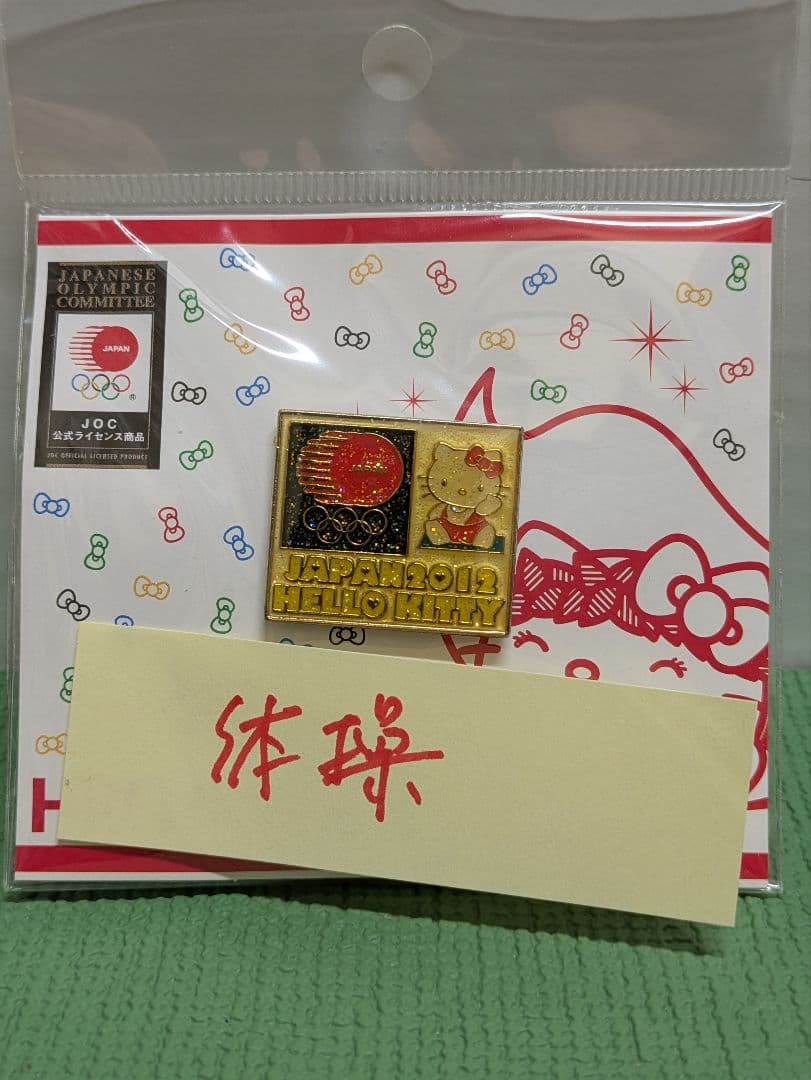 JAPANESE
OLYMPIC
COMMITTEE
JAPAN
®
JOC
公式ライセンス商品
JOC OFFICIAL LICENSED PRODUCT
JAPAN
JAPAN2012
HELLO KITTY
体操
H